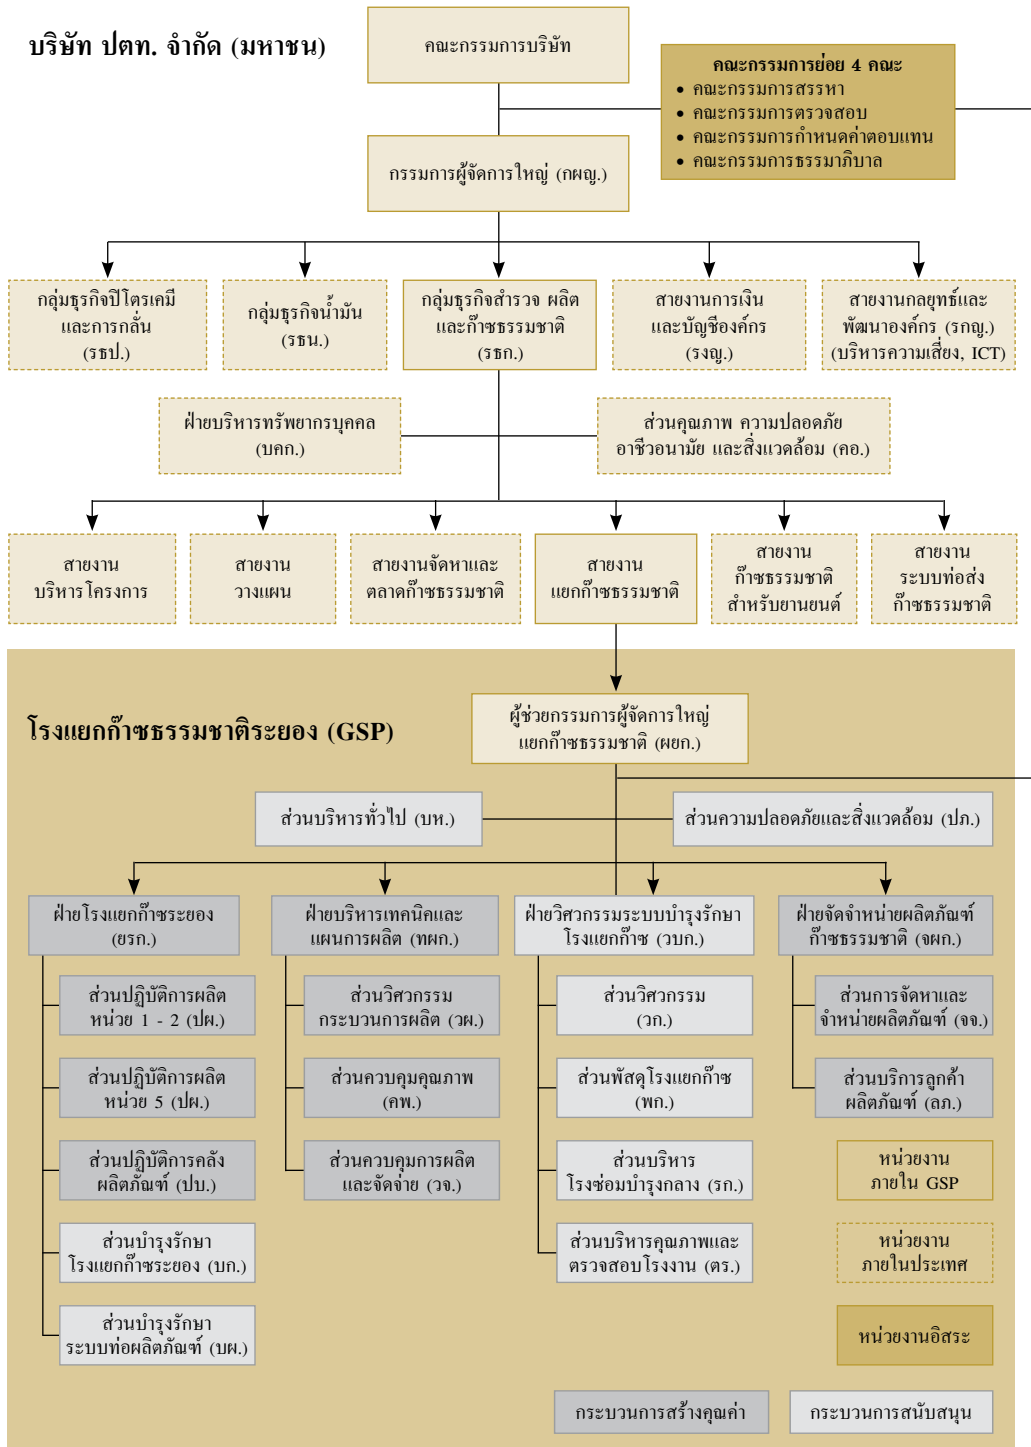 บริษัท ปตท. จำกัด (มหาชน)
คณะกรรมการบริษัท
คณะกรรมการย่อย 4 คณะ
• คณะกรรมการสรรหา
• คณะกรรมการตรวจสอบ
• คณะกรรมการกำหนดค่าตอบแทน
• คณะกรรมการธรรมาภิบาล
กรรมการผู้จัดการใหญ่ (กผญ.)
กลุ่มธุรกิจปิโตรเคมี
และการกลั่น
(รธป.)
กลุ่มธุรกิจน้ำมัน
(รธน.)
กลุ่มธุรกิจสำรวจ ผลิต
และก๊าซธรรมชาติ
(รธก.)
สายงานการเงิน
และบัญชีองค์กร
(รงญ.)
สายงานกลยุทธ์และ
พัฒนาองค์กร (รกญ.)
(บริหารความเสี่ยง, ICT)
ฝ่ายบริหารทรัพยากรบุคคล
(บคก.)
ส่วนคุณภาพ ความปลอดภัย
อาชีวอนามัย และสิ่งแวดล้อม (คอ.)
สายงาน
บริหารโครงการ
สายงาน
วางแผน
สายงานจัดหาและ
ตลาดก๊าซธรรมชาติ
สายงาน
แยกก๊าซธรรมชาติ
สายงาน
ก๊าซธรรมชาติ
สำหรับยานยนต์
สายงาน
ระบบท่อส่ง
ก๊าซธรรมชาติ
โรงแยกก๊าซธรรมชาติระยอง (GSP)
ผู้ช่วยกรรมการผู้จัดการใหญ่
แยกก๊าซธรรมชาติ (ผยก.)
ส่วนบริหารทั่วไป (บห.)
ส่วนความปลอดภัยและสิ่งแวดล้อม (ปภ.)
ฝ่ายโรงแยกก๊าซระยอง
(ยรก.)
ส่วนปฏิบัติการผลิต
หน่วย 1 - 2 (ปผ.)
ส่วนปฏิบัติการผลิต
หน่วย 5 (ปผ.)
ส่วนปฏิบัติการคลัง
ผลิตภัณฑ์ (ปบ.)
ส่วนบำรุงรักษา
โรงแยกก๊าซระยอง (บก.)
ส่วนบำรุงรักษา
ระบบท่อผลิตภัณฑ์ (บผ.)
ฝ่ายบริหารเทคนิคและ
แผนการผลิต (ทผก.)
ส่วนวิศวกรรม
กระบวนการผลิต (วผ.)
ส่วนควบคุมคุณภาพ
(คพ.)
ส่วนควบคุมการผลิต
และจัดจ่าย (วจ.)
ฝ่ายวิศวกรรมระบบบำรุงรักษา
โรงแยกก๊าซ (วบก.)
ส่วนวิศวกรรม
(วก.)
ส่วนพัสดุโรงแยกก๊าซ
(พก.)
ส่วนบริหาร
โรงซ่อมบำรุงกลาง (รก.)
ส่วนบริหารคุณภาพและ
ตรวจสอบโรงงาน (ตร.)
ฝ่ายจัดจำหน่ายผลิตภัณฑ์
ก๊าซธรรมชาติ (จผก.)
ส่วนการจัดหาและ
จำหน่ายผลิตภัณฑ์ (จจ.)
ส่วนบริการลูกค้า
ผลิตภัณฑ์ (ลภ.)
หน่วยงาน
ภายใน GSP
หน่วยงาน
ภายในประเทศ
หน่วยงานอิสระ
กระบวนการสร้างคุณค่า
กระบวนการสนับสนุน